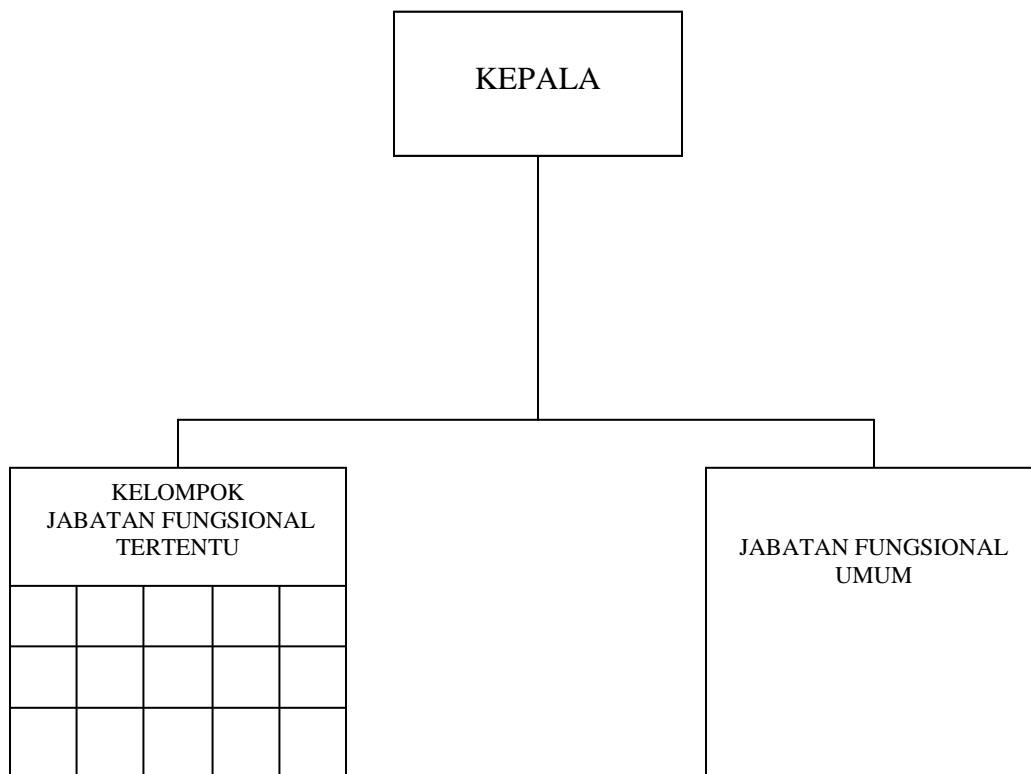 KEPALA
KELOMPOK
JABATAN FUNGSIONAL
TERTENTU
JABATAN FUNGSIONAL
UMUM